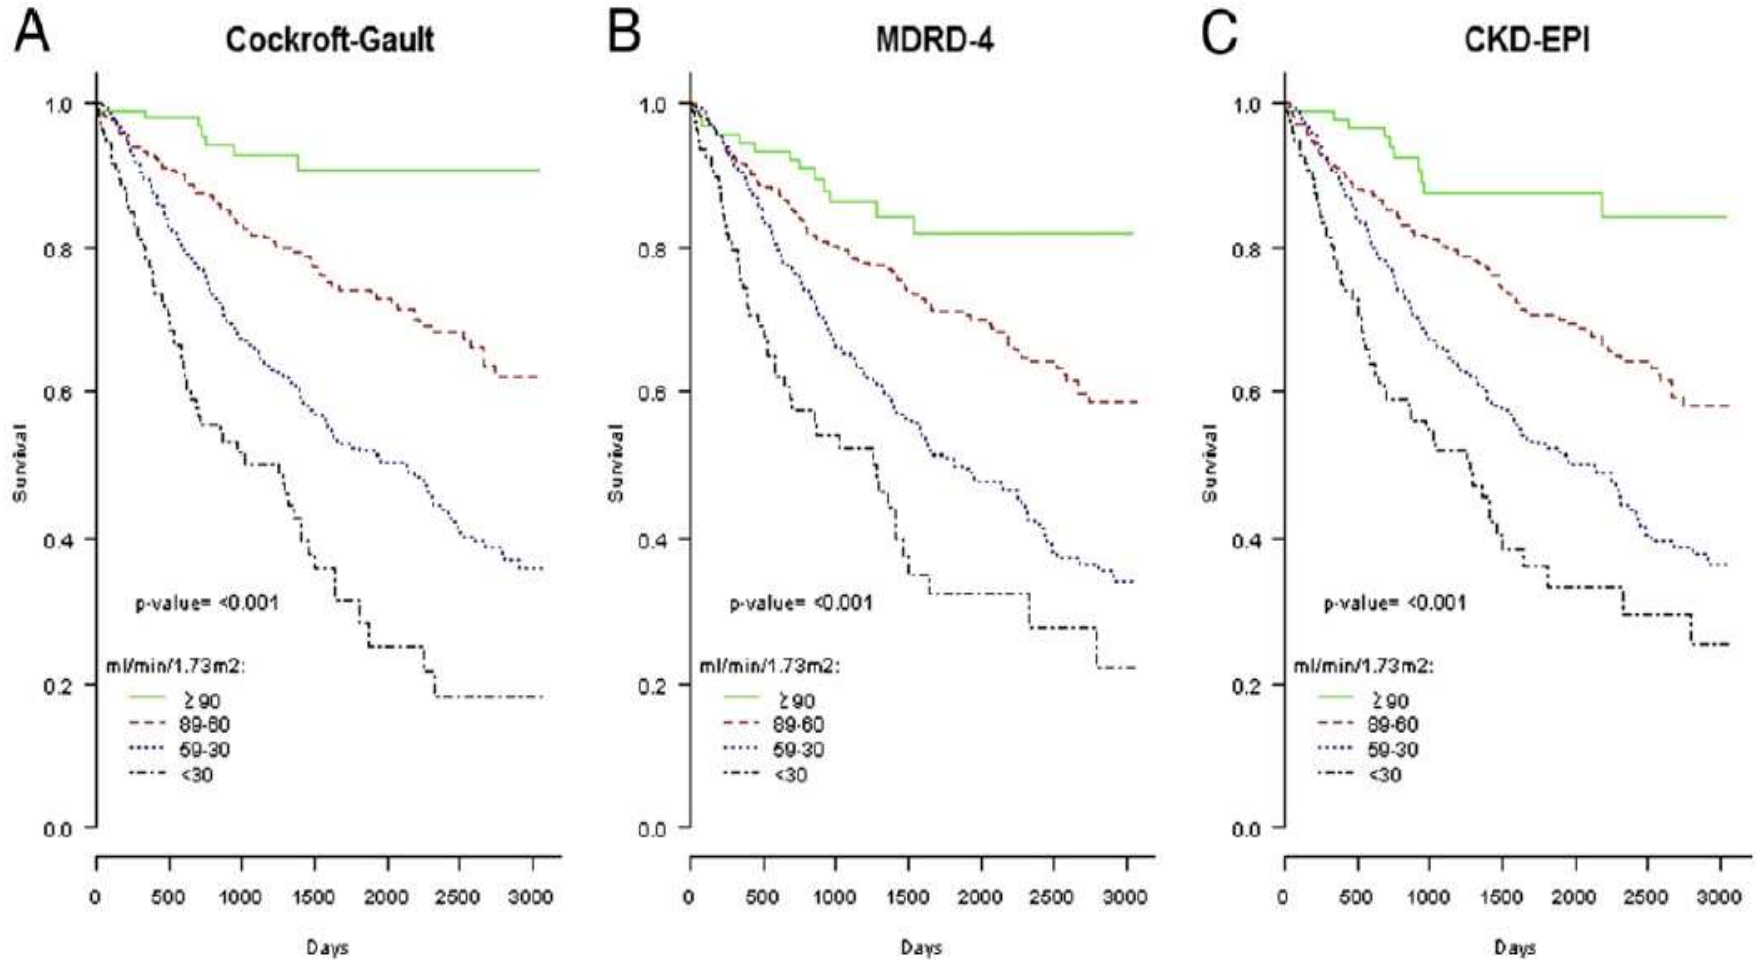 A Cockroft-Gault
1.0
0.8
0.6
0.4
0.2
0.0
Survival
p-value= <0.001
ml/min/1.73m2:
≥90
89-60
59-30
<30
0 500 1000 1500 2000 2500 3000
Days
B MDRD-4
1.0
0.8
0.6
0.4
0.2
0.0
Survival
p-value= <0.001
ml/min/1.73m2:
≥90
89-60
59-30
<30
0 500 1000 1500 2000 2500 3000
Days
C CKD-EPI
1.0
0.8
0.6
0.4
0.2
0.0
Survival
p-value= <0.001
ml/min/1.73m2:
≥90
89-60
59-30
<30
0 500 1000 1500 2000 2500 3000
Days